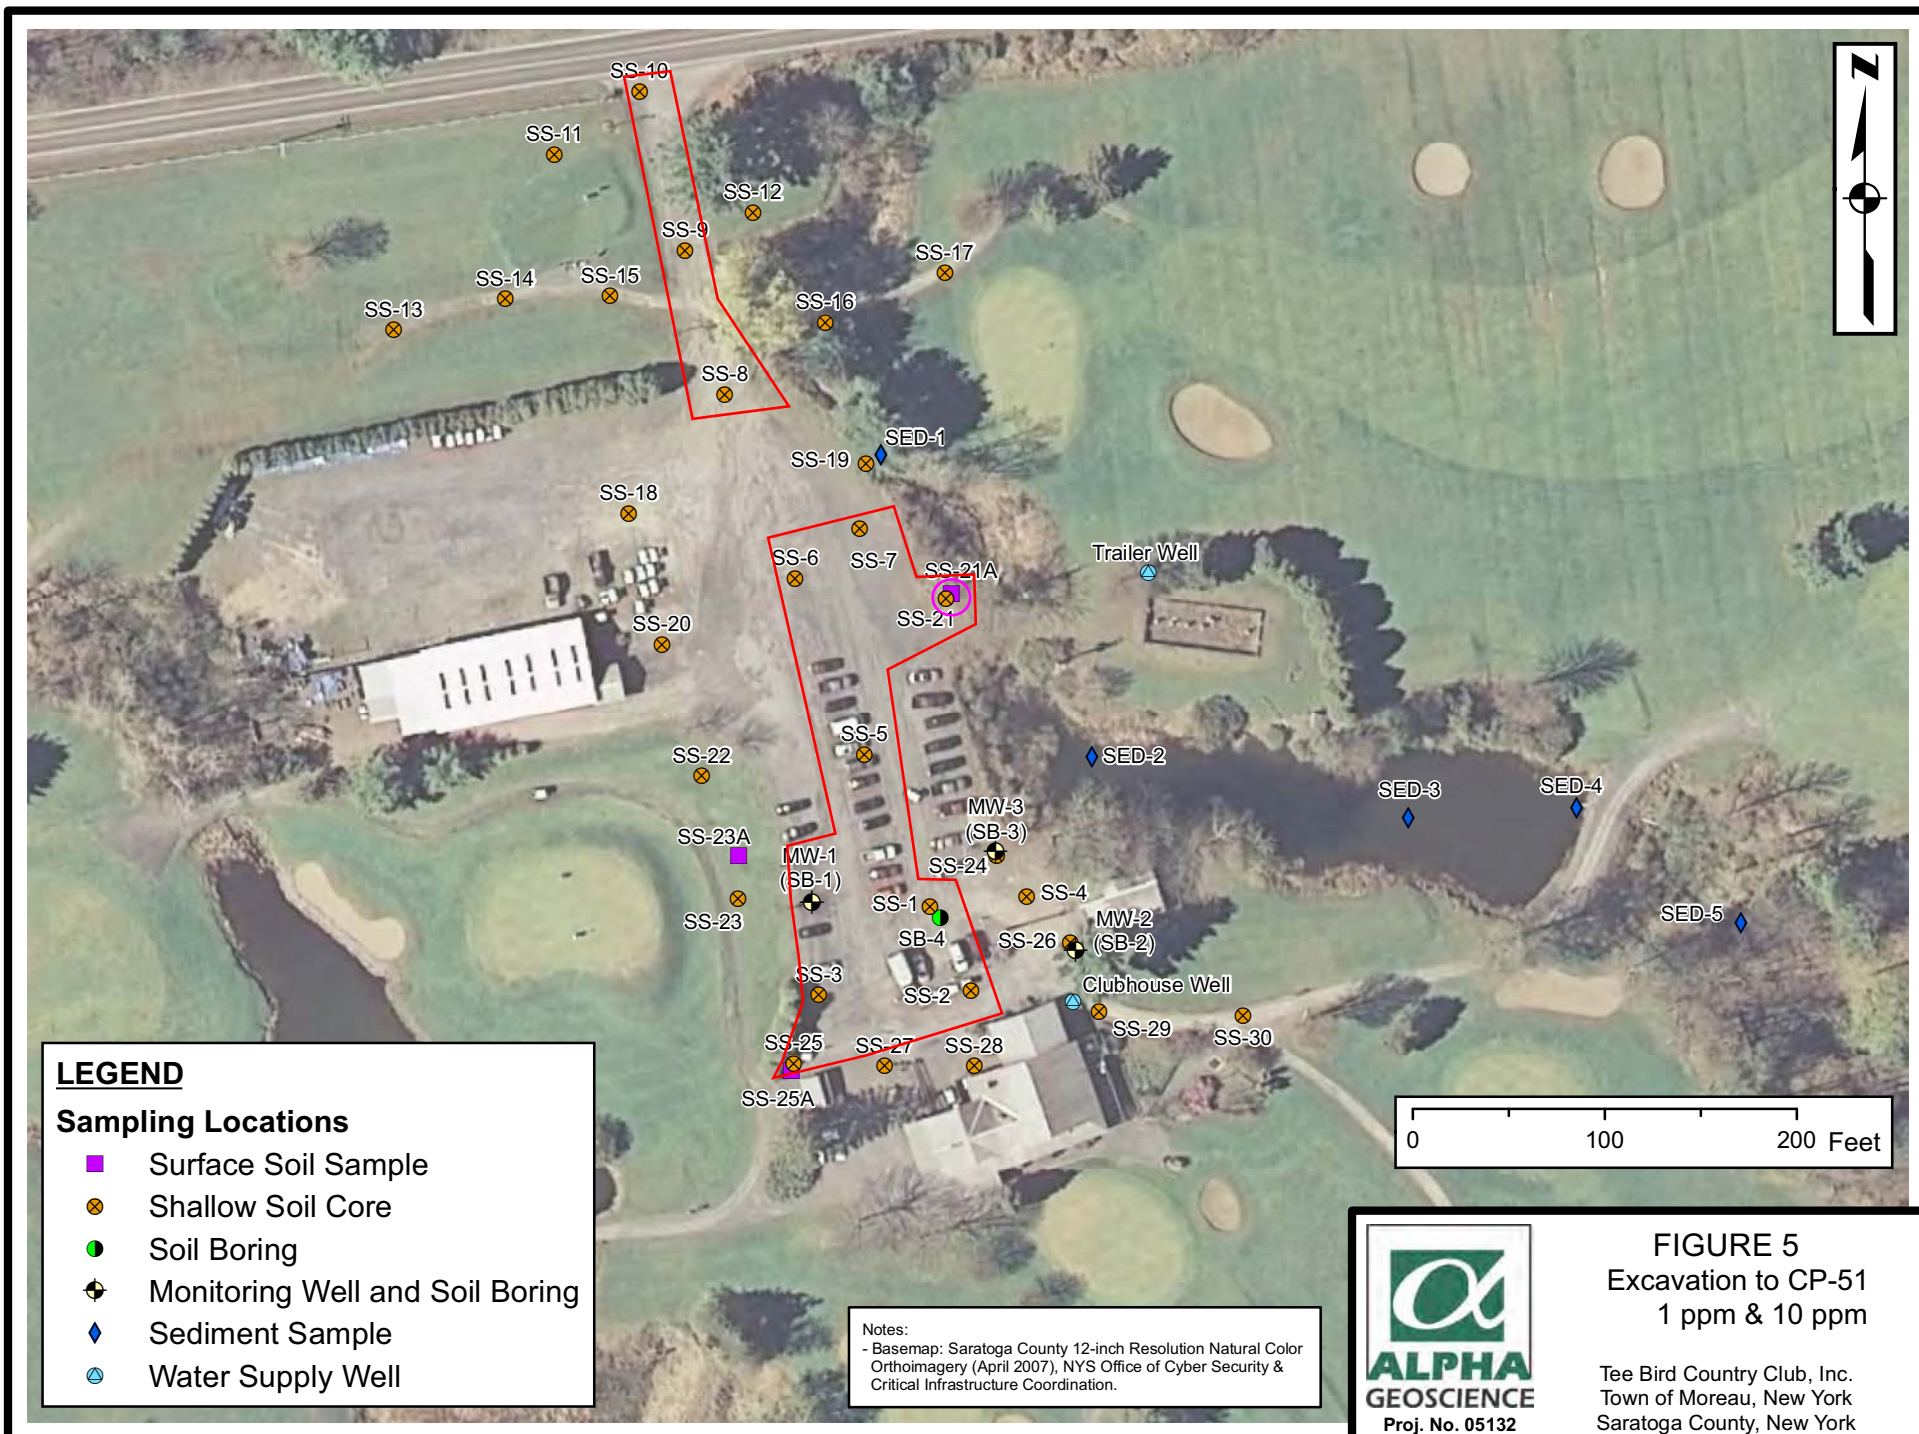 SS-10
SS-11
SS-12
SS-9
SS-17
SS-14
SS-15
SS-13
SS-16
SS-8
SED-1
SS-19
SS-18
SS-6
SS-7
Trailer Well
SS-21A
SS-21
SS-20
SS-5
SS-22
SED-2
SED-3
SED-4
MW-3
(SB-3)
SS-23A
MW-1
(SB-1)
SS-24
SS-4
SS-23
SS-1
SB-4
SS-26
MW-2
(SB-2)
SED-5
SS-3
SS-2
Clubhouse Well
SS-29
SS-30
SS-25
SS-27
SS-28
SS-25A
Z
LEGEND
Sampling Locations
Surface Soil Sample
Shallow Soil Core
Soil Boring
Monitoring Well and Soil Boring
Sediment Sample
Water Supply Well
0 100 200 Feet
Notes:
- Basemap: Saratoga County 12-inch Resolution Natural Color
Orthoimagery (April 2007), NYS Office of Cyber Security &
Critical Infrastructure Coordination.
α
ALPHA
GEOSCIENCE
Proj. No. 05132
FIGURE 5
Excavation to CP-51
1 ppm & 10 ppm
Tee Bird Country Club, Inc.
Town of Moreau, New York
Saratoga County, New York